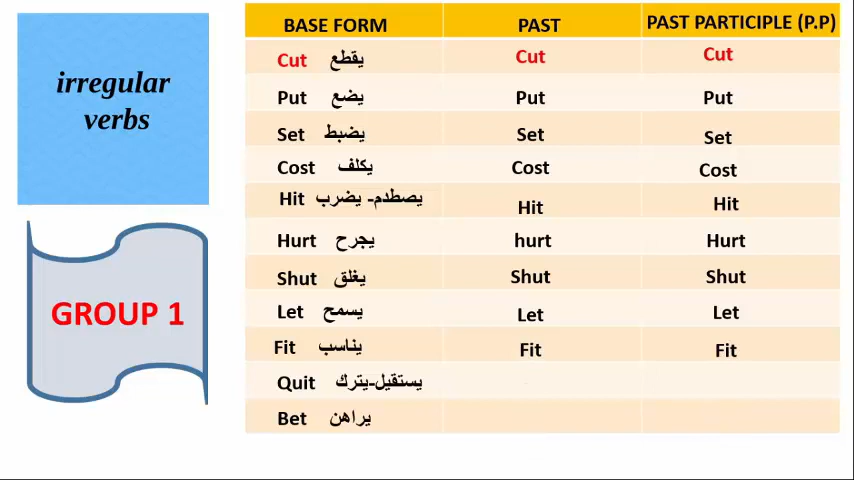 irregular
verbs
GROUP 1
BASE FORM PAST PAST PARTICIPLE (P.P)
Cut يقطع Cut Cut
Put يضع Put Put
Set يضبط Set Set
Cost يكلف Cost Cost
Hit يصطدم- يضرب Hit Hit
Hurt يجرح hurt Hurt
Shut يغلق Shut Shut
Let يسمح Let Let
Fit يناسب Fit Fit
Quit يستقيل-يترك
Bet يراهن